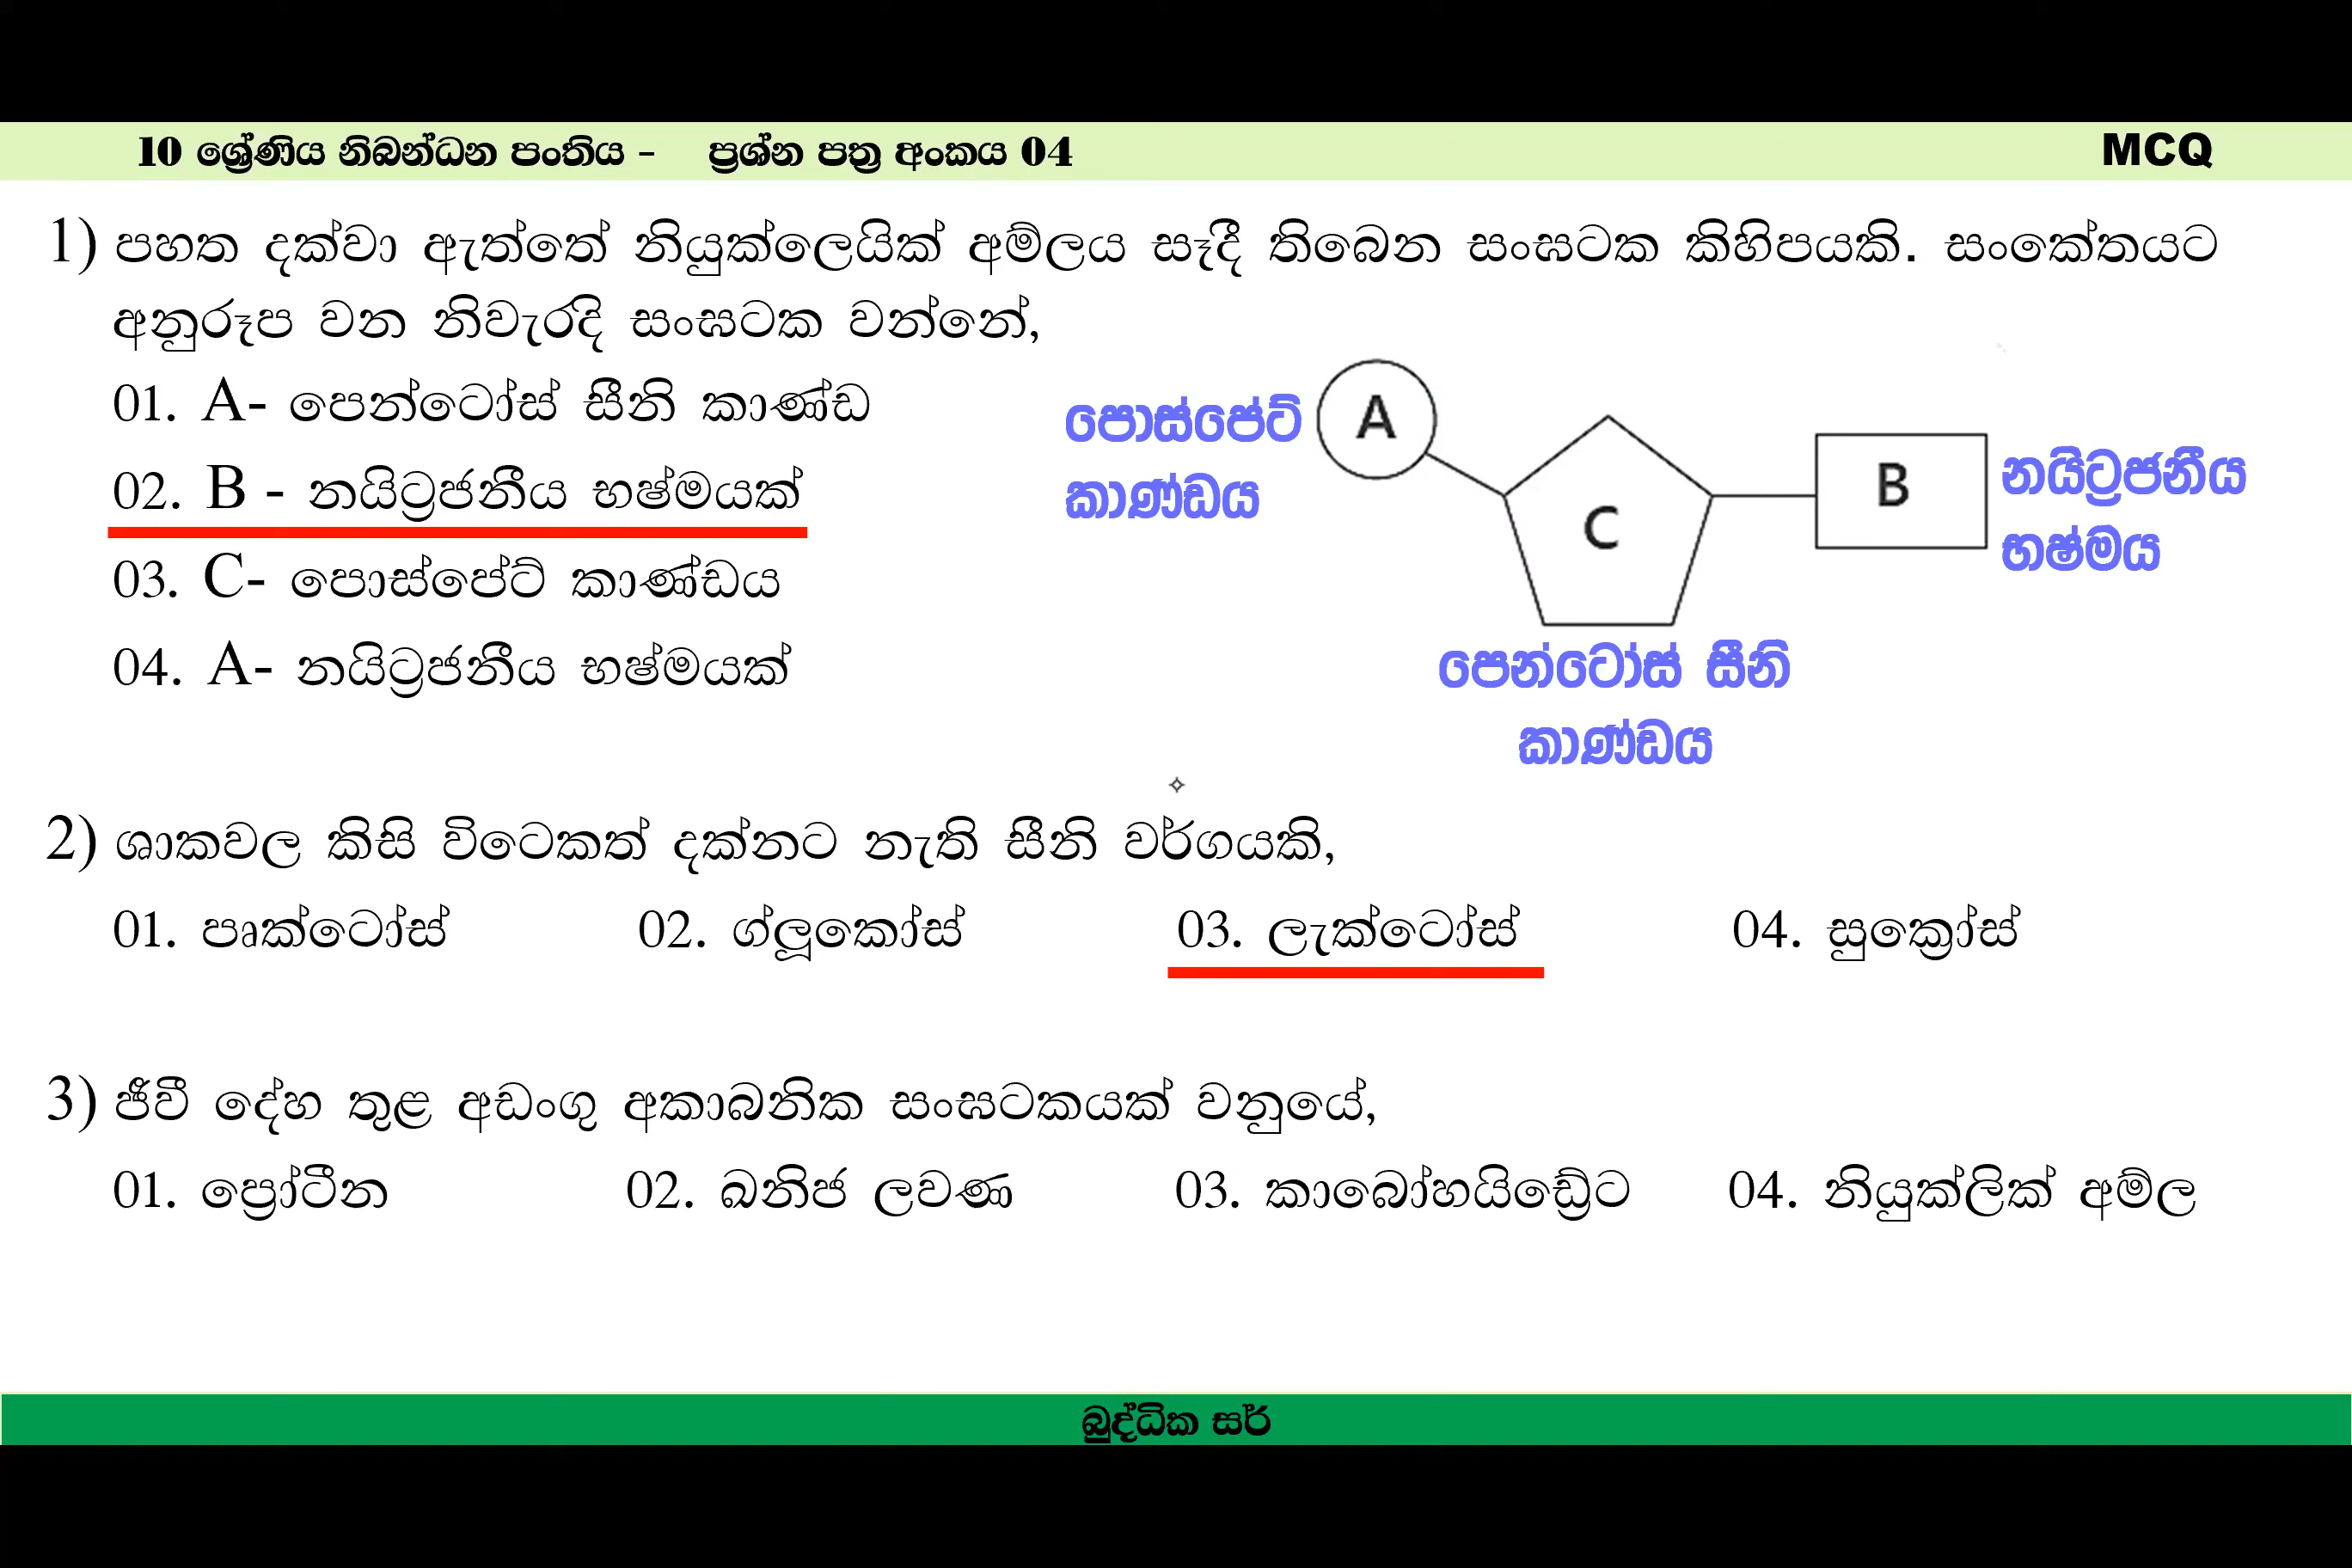 10 ශ්‍රේණිය නිබන්ධන පංතිය - ප්‍රශ්න පත්‍ර අංකය 04 MCQ
1) පහත දක්වා ඇත්තේ නියුක්ලෙයික් අම්ලය සෑදී තිබෙන සංඝටක කිහිපයකි. සංකේතයට
අනුරූප වන නිවැරදි සංඝටක වන්නේ,
01. A- පෙන්ටෝස් සීනි කාණ්ඩ
02. B - නයිට්‍රජනීය භෂ්මයක්
03. C- පොස්පේට් කාණ්ඩය
04. A- නයිට්‍රජනීය භෂ්මයක්
පොස්පේට්
කාණ්ඩය
A
C
B
නයිට්‍රජනීය
භෂ්මය
පෙන්ටෝස් සීනි
කාණ්ඩය
2) ශාකවල කිසි විටෙකත් දක්නට නැති සීනි වර්ගයකි,
01. පෘක්ටෝස් 02. ග්ලූකෝස් 03. ලැක්ටෝස් 04. සුක්‍රෝස්
3) ජීවී දේහ තුළ අඩංගු අකාබනික සංඝටකයක් වනුයේ,
01. ප්‍රෝටීන 02. ඛනිජ ලවණ 03. කාබෝහයිඩ්‍රේට 04. නියුක්ලික් අම්ල
බුද්ධික සර්